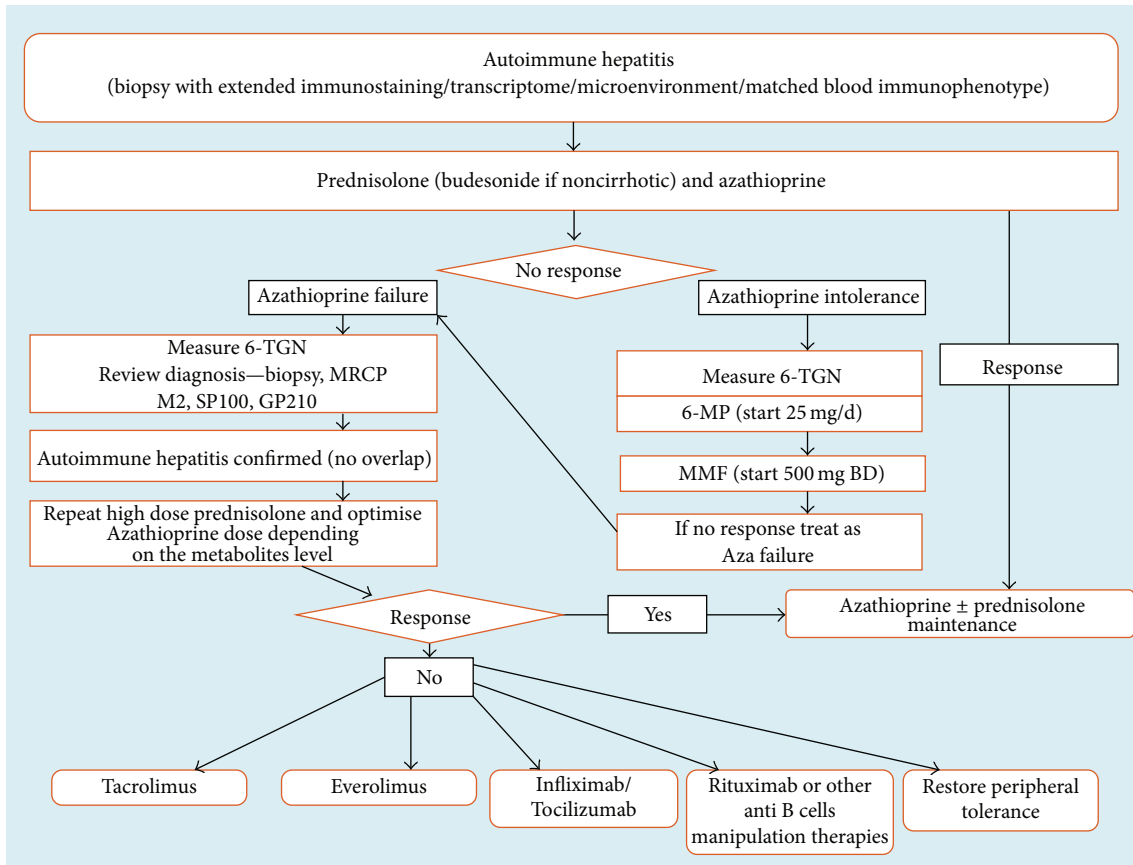 Autoimmune hepatitis
(biopsy with extended immunostaining/transcriptome/microenvironment/matched blood immunophenotype)
Prednisolone (budesonide if noncirrhotic) and azathioprine
No response
Azathioprine failure
Azathioprine intolerance
Measure 6-TGN
Review diagnosis—biopsy, MRCP
M2, SP100, GP210
Measure 6-TGN
6-MP (start 25 mg/d)
Response
Autoimmune hepatitis confirmed (no overlap)
MMF (start 500 mg BD)
Repeat high dose prednisolone and optimise
Azathioprine dose depending
on the metabolites level
If no response treat as
Aza failure
Response
Yes
Azathioprine ± prednisolone
maintenance
No
Tacrolimus
Everolimus
Infliximab/
Tocilizumab
Rituximab or other
anti B cells
manipulation therapies
Restore peripheral
tolerance